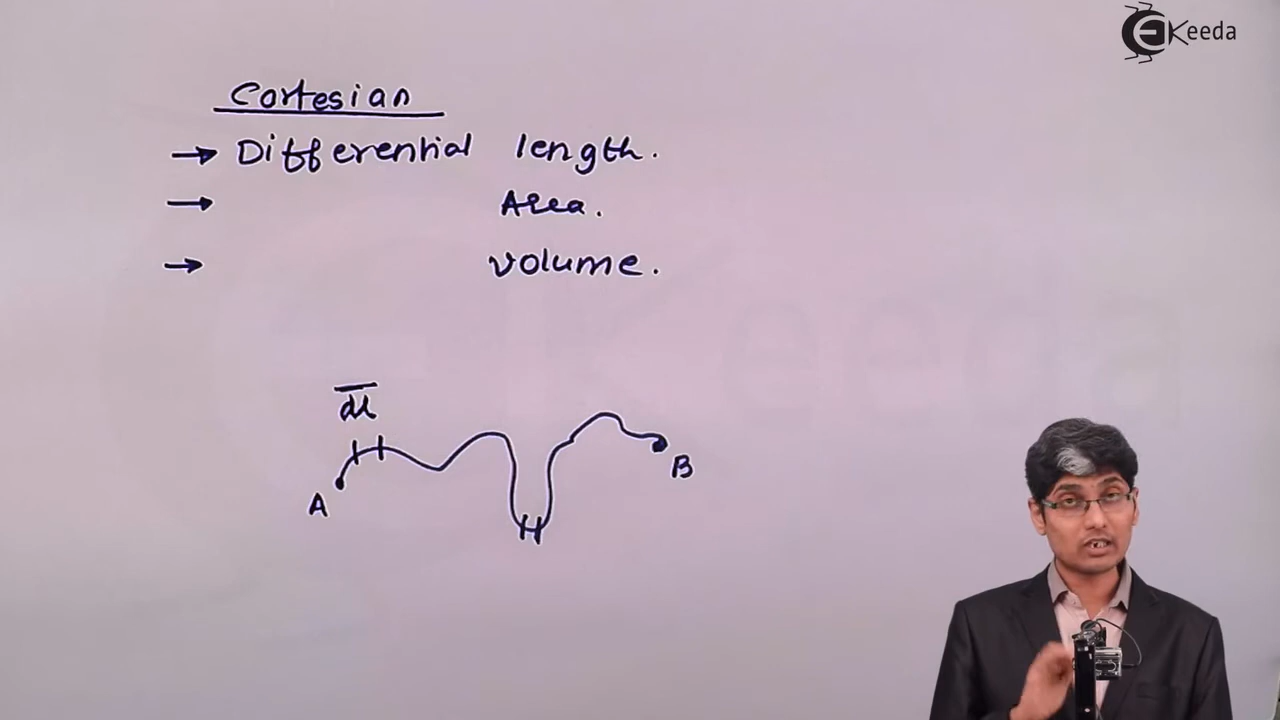 EKeeda
Cartesian
→ Differential length.
→ Area.
→ volume.
dl
A
B